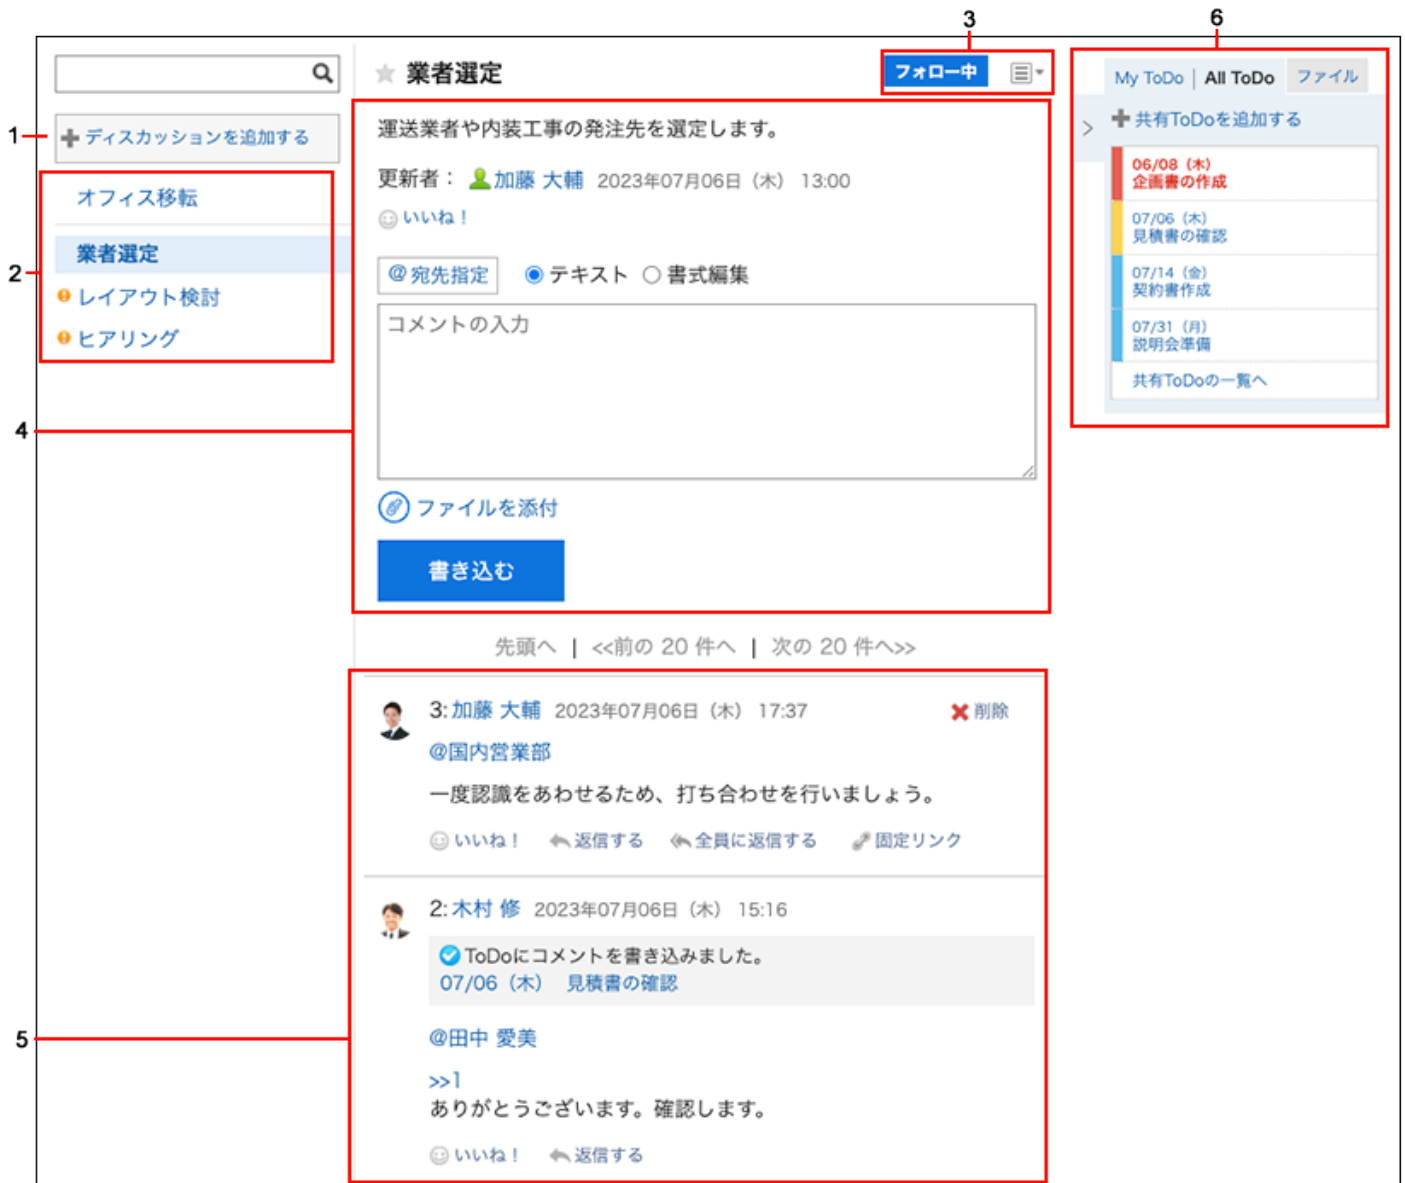 3
6
1
2
4
5
ディスカッションを追加する
オフィス移転
業者選定
レイアウト検討
ヒアリング
業者選定
フォロー中
運送業者や内装工事の発注先を選定します。
更新者： 加藤 大輔 2023年07月06日（木） 13:00
いいね！
@宛先指定 テキスト 書式編集
コメントの入力
ファイルを添付
書き込む
先頭へ | <<前の 20 件へ | 次の 20 件へ>>
3: 加藤 大輔 2023年07月06日（木） 17:37 削除
@国内営業部
一度認識をあわせるため、打ち合わせを行いましょう。
いいね！ 返信する 全員に返信する 固定リンク
2: 木村 修 2023年07月06日（木） 15:16
ToDoにコメントを書き込みました。
07/06（木） 見積書の確認
@田中 愛美
>>1
ありがとうございます。確認します。
いいね！ 返信する
My ToDo | All ToDo ファイル
> 共有ToDoを追加する
06/08（木）
企画書の作成
07/06（木）
見積書の確認
07/14（金）
契約書作成
07/31（月）
説明会準備
共有ToDoの一覧へ